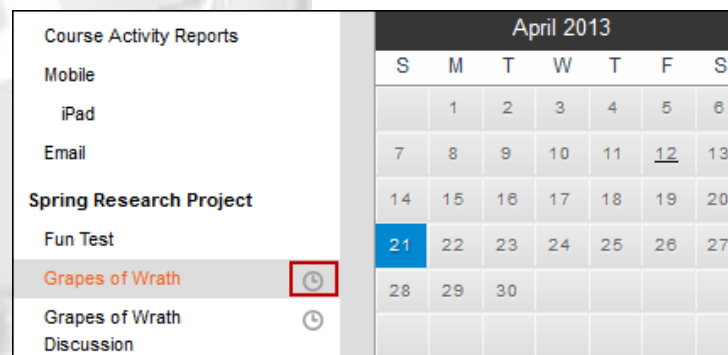 Course Activity Reports
Mobile
iPad
Email
Spring Research Project
Fun Test
Grapes of Wrath
Grapes of Wrath
Discussion
April 2013
S M T W T F S
1 2 3 4 5 6
7 8 9 10 11 12 13
14 15 16 17 18 19 20
21 22 23 24 25 26 27
28 29 30